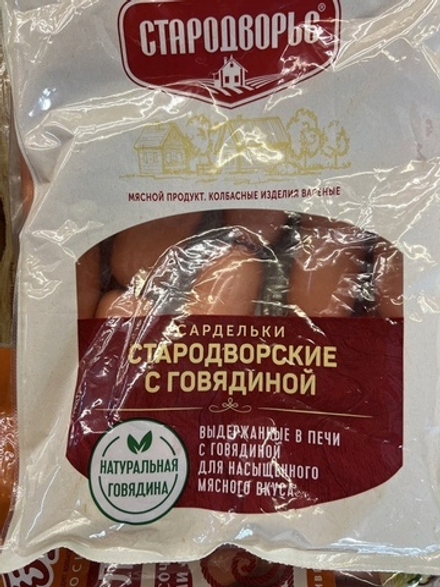 СТАРОДВОРЬЕ®
МЯСНОЙ ПРОДУКТ. КОЛБАСНЫЕ ИЗДЕЛИЯ ВАРЕНЫЕ
САРДЕЛЬКИ
СТАРОДВОРСКИЕ
С ГОВЯДИНОЙ
ВЫДЕРЖАННЫЕ В ПЕЧИ
С ГОВЯДИНОЙ
ДЛЯ НАСЫЩЕННОГО
МЯСНОГО ВКУСА
НАТУРАЛЬНАЯ
ГОВЯДИНА